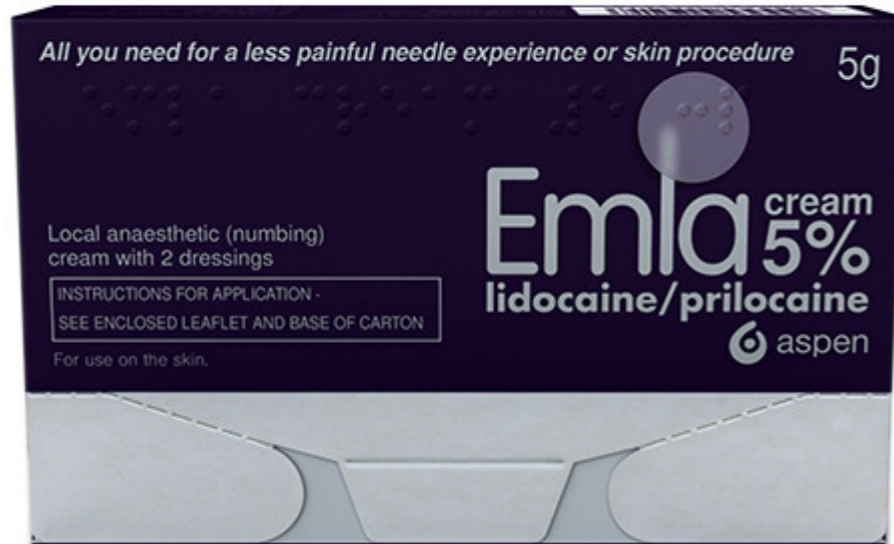 All you need for a less painful needle experience or skin procedure
5g
Emla cream 5%
lidocaine/prilocaine
aspen
Local anaesthetic (numbing)
cream with 2 dressings
INSTRUCTIONS FOR APPLICATION -
SEE ENCLOSED LEAFLET AND BASE OF CARTON
For use on the skin.